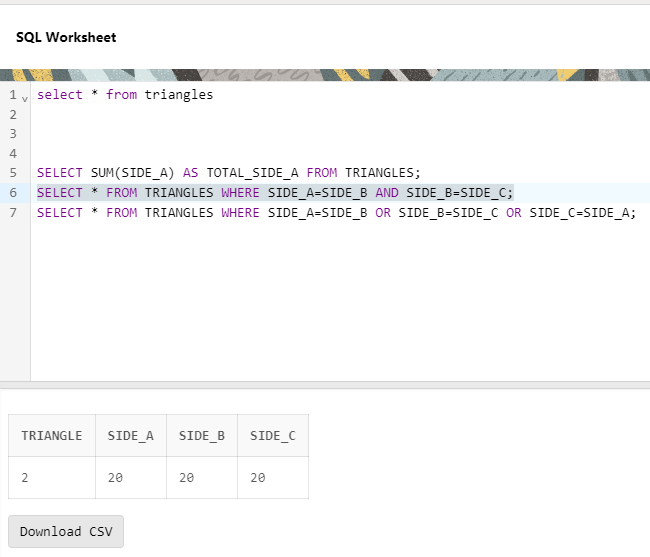 SQL Worksheet
1 select * from triangles
2
3
4
5 SELECT SUM(SIDE_A) AS TOTAL_SIDE_A FROM TRIANGLES;
6 SELECT * FROM TRIANGLES WHERE SIDE_A=SIDE_B AND SIDE_B=SIDE_C;
7 SELECT * FROM TRIANGLES WHERE SIDE_A=SIDE_B OR SIDE_B=SIDE_C OR SIDE_C=SIDE_A;
TRIANGLE SIDE_A SIDE_B SIDE_C
2 20 20 20
Download CSV